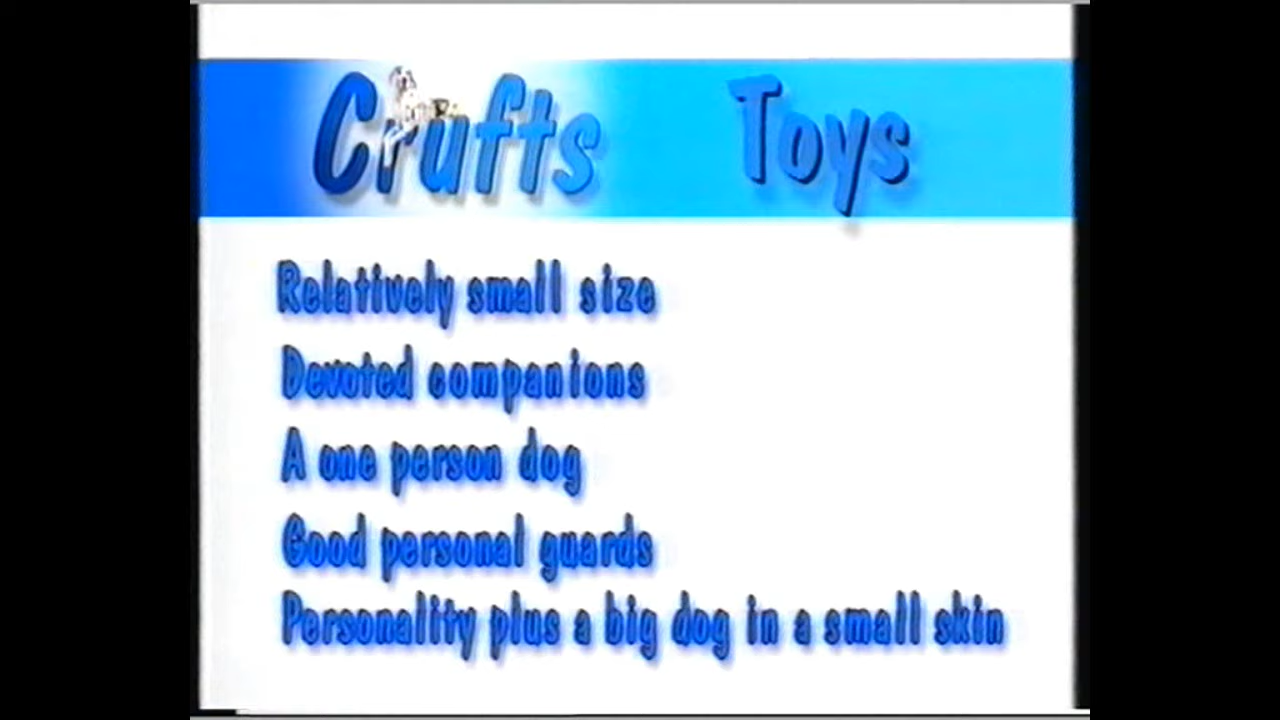 Crufts Toys
Relatively small size
Devoted companions
A one person dog
Good personal guards
Personality plus a big dog in a small skin